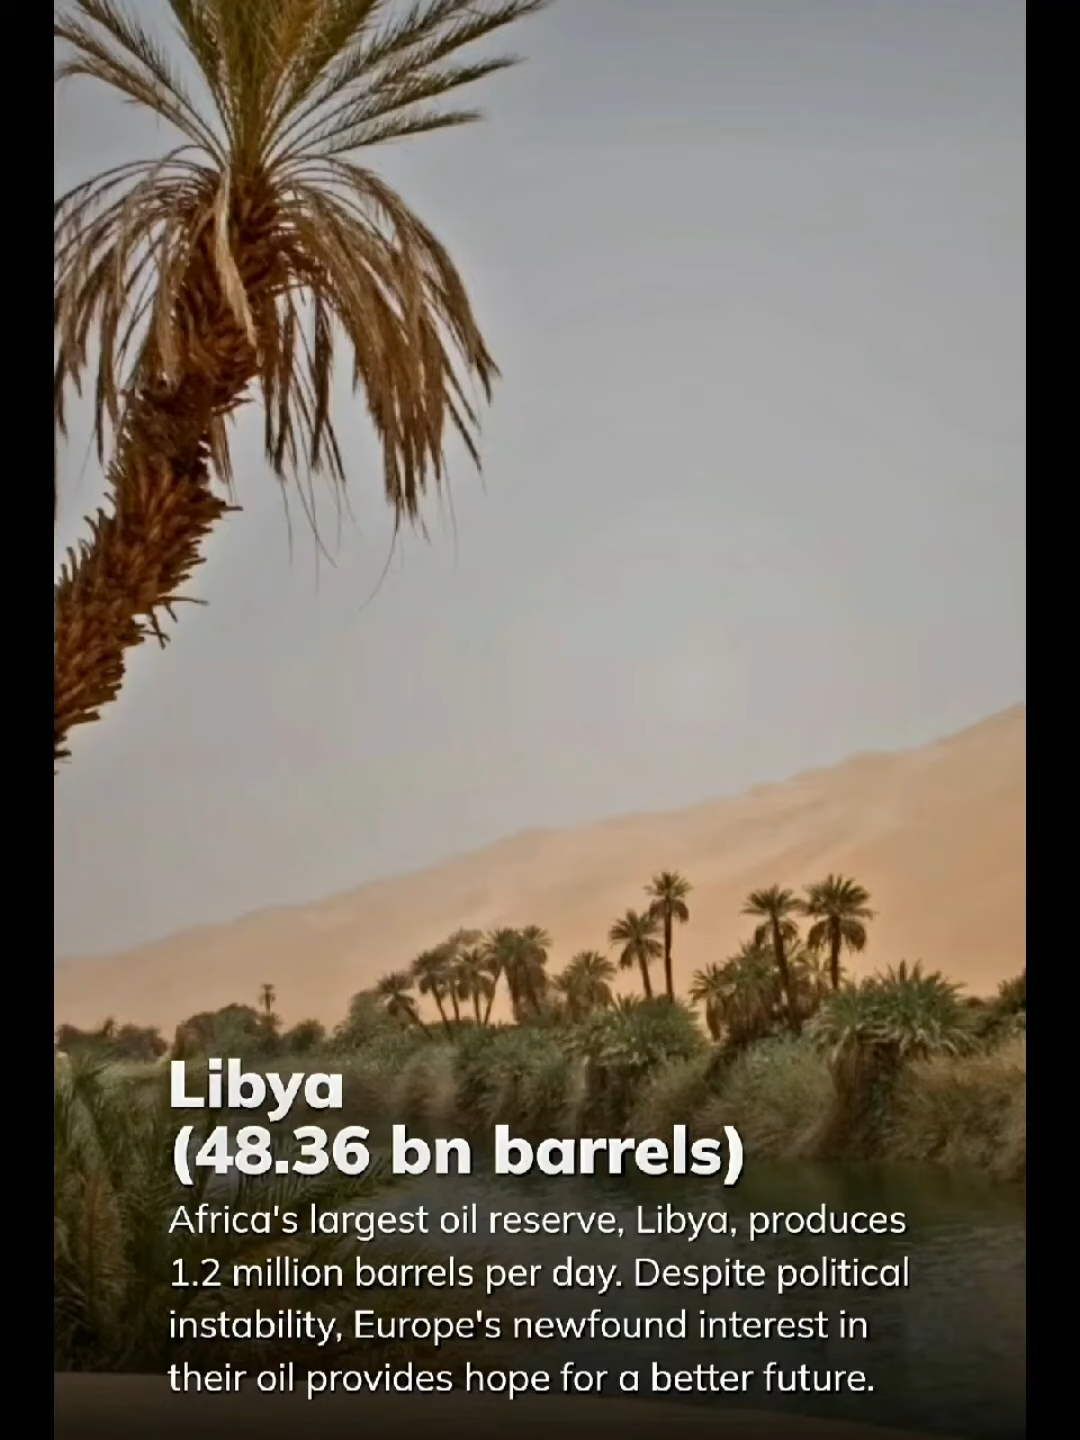 Libya
(48.36 bn barrels)
Africa's largest oil reserve, Libya, produces
1.2 million barrels per day. Despite political
instability, Europe's newfound interest in
their oil provides hope for a better future.